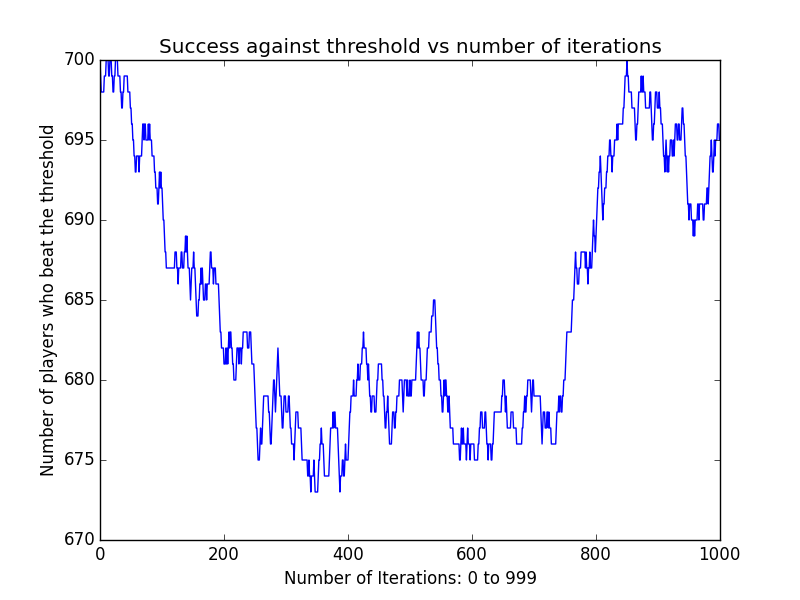 Success against threshold vs number of iterations
Number of players who beat the threshold
700
695
690
685
680
675
670
0 200 400 600 800 1000
Number of Iterations: 0 to 999